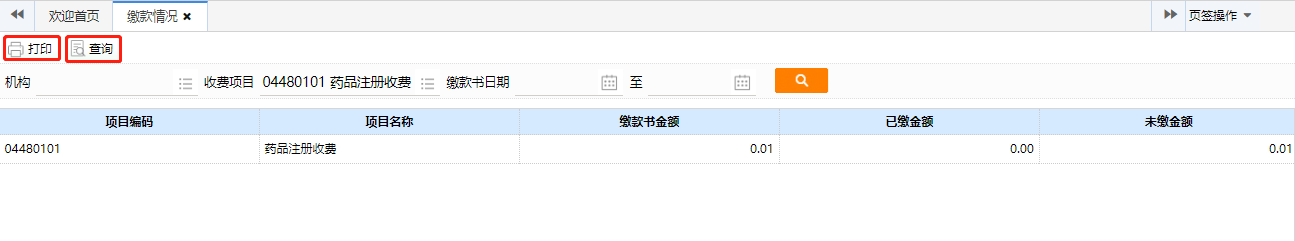 欢迎首页 缴款情况 页签操作
打印 查询
机构 收费项目 04480101 药品注册收费 缴款书日期 至
项目编码 项目名称 缴款书金额 已缴金额 未缴金额
04480101 药品注册收费 0.01 0.00 0.01